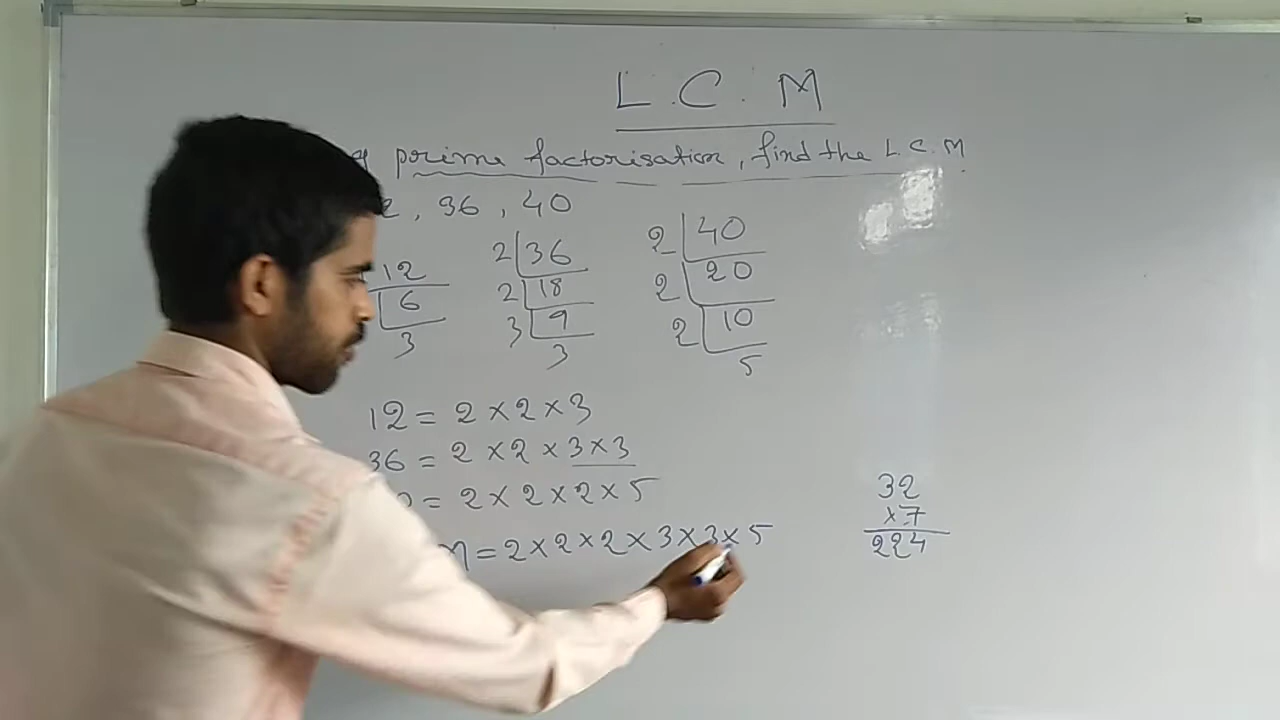 L.C.M
prime factorisation, find the L.C.M.
, 36, 40
12
6
3
2 36
2 18
3 9
3
2 40
2 20
2 10
5
12 = 2 × 2 × 3
36 = 2 × 2 × 3 × 3
= 2 × 2 × 2 × 5
M = 2 × 2 × 2 × 3 × 3 × 5
32
×7
224